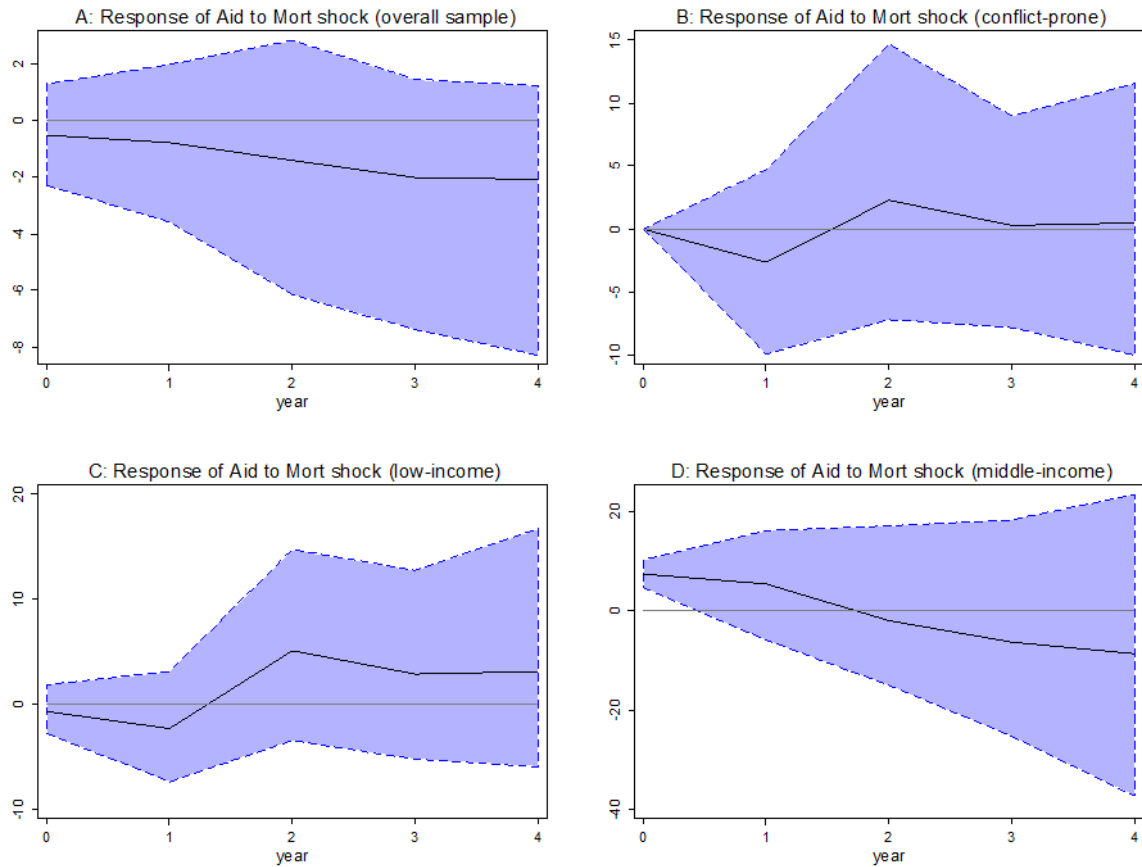 A: Response of Aid to Mort shock (overall sample)
2
0
-2
-4
-6
-8
0 1 2 3 4
year
B: Response of Aid to Mort shock (conflict-prone)
15
10
5
0
-5
-10
0 1 2 3 4
year
C: Response of Aid to Mort shock (low-income)
20
10
0
-10
0 1 2 3 4
year
D: Response of Aid to Mort shock (middle-income)
20
0
-20
-40
0 1 2 3 4
year